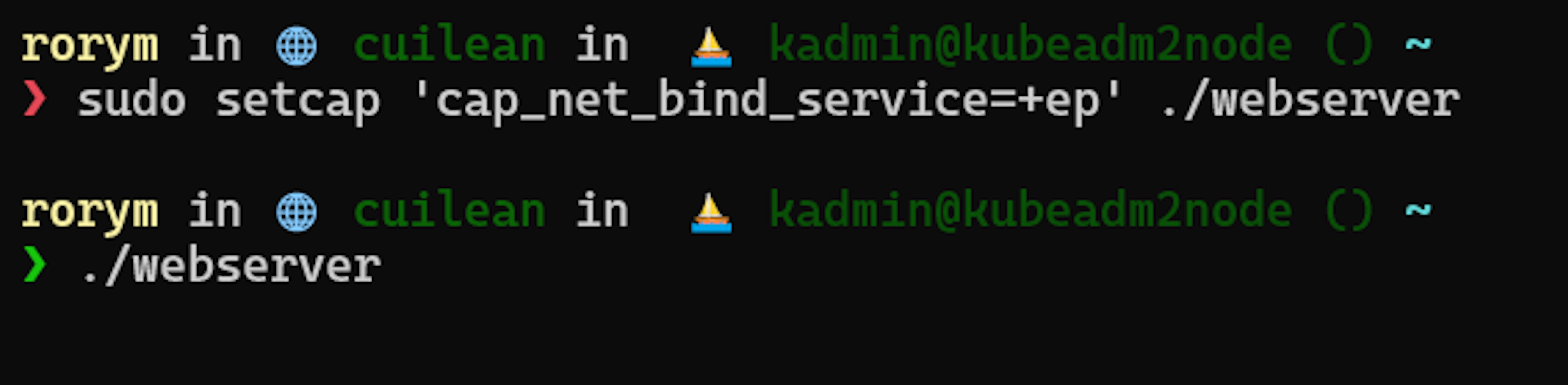 rorym in 🌐 cuilean in ⛵ kadmin@kubeadm2node () ~
❯ sudo setcap 'cap_net_bind_service=+ep' ./webserver
rorym in 🌐 cuilean in ⛵ kadmin@kubeadm2node () ~
❯ ./webserver